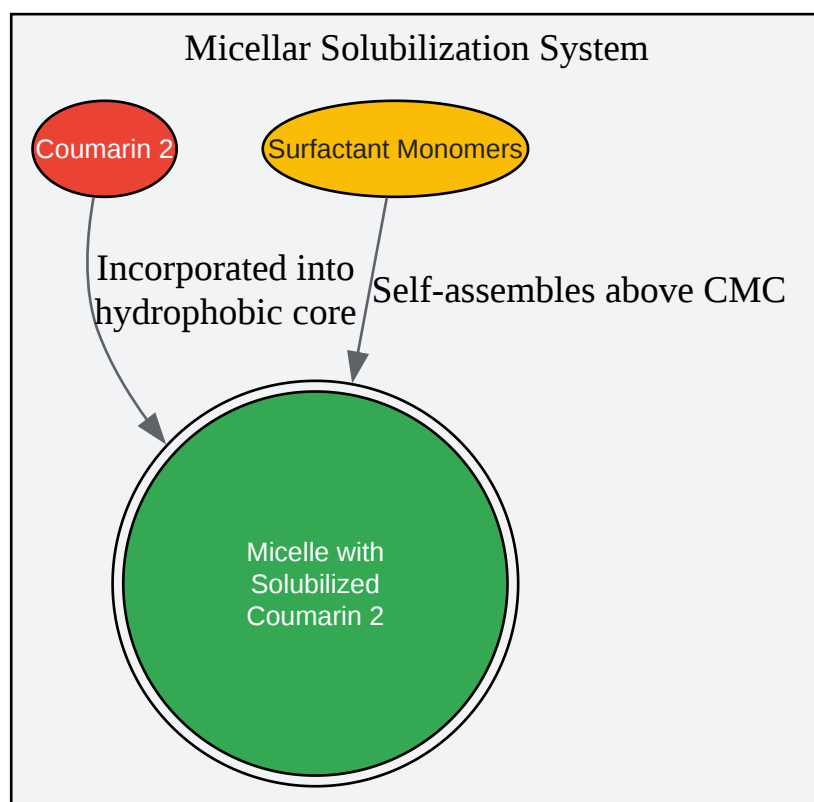 Micellar Solubilization System
Coumarin 2
Surfactant Monomers
Incorporated into
hydrophobic core
Self-assembles above CMC
Micelle with
Solubilized
Coumarin 2